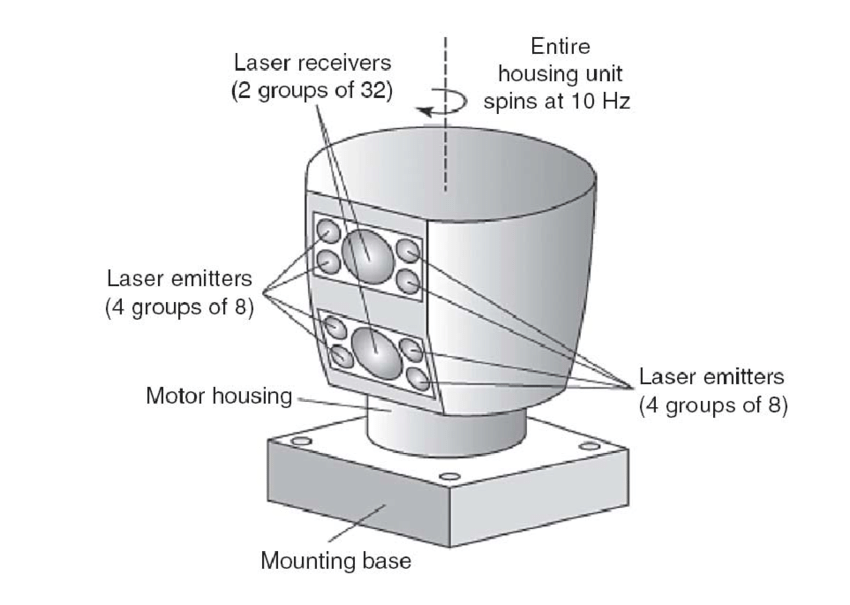 Laser receivers
(2 groups of 32)
Entire
housing unit
spins at 10 Hz
Laser emitters
(4 groups of 8)
Laser emitters
(4 groups of 8)
Motor housing
Mounting base